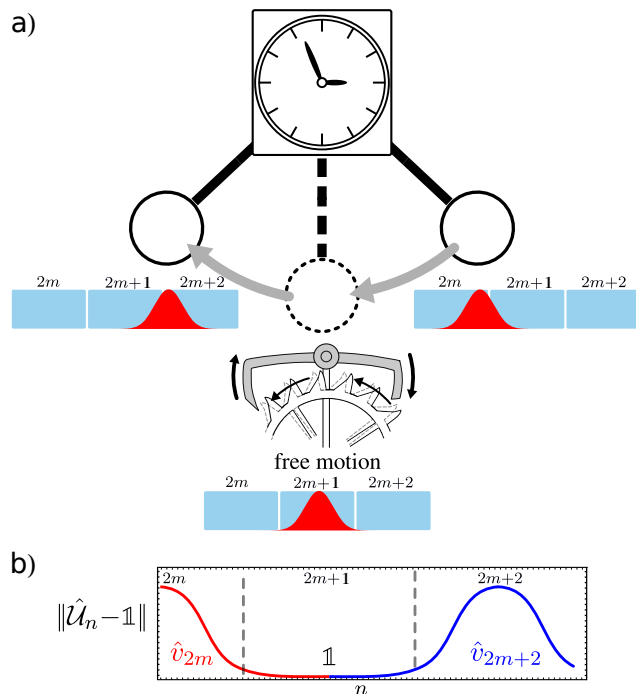 a)
2m 2m+1 2m+2
2m 2m+1 2m+2
free motion
2m 2m+1 2m+2
b)
2m 2m+1 2m+2
‖Û_n−𝟙‖
v̂_{2m} 𝟙 v̂_{2m+2}
n